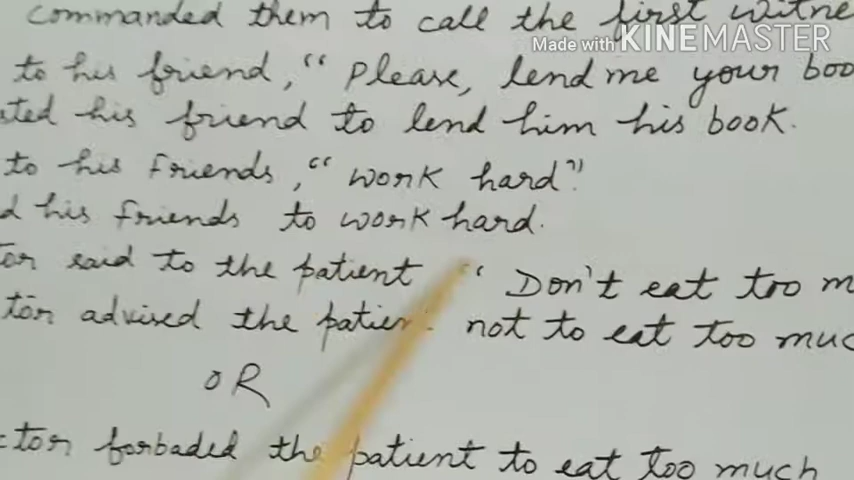 commanded them to call the first witne
Made with KINEMASTER
to his friend, " Please, lend me your boo
sted his friend to lend him his book.
to his friends, " work hard"
d his friends to work hard.
tor said to the patient " Don't eat too m
tor advised the patien not to eat too muc
OR
ctor forbaded the patient to eat too much